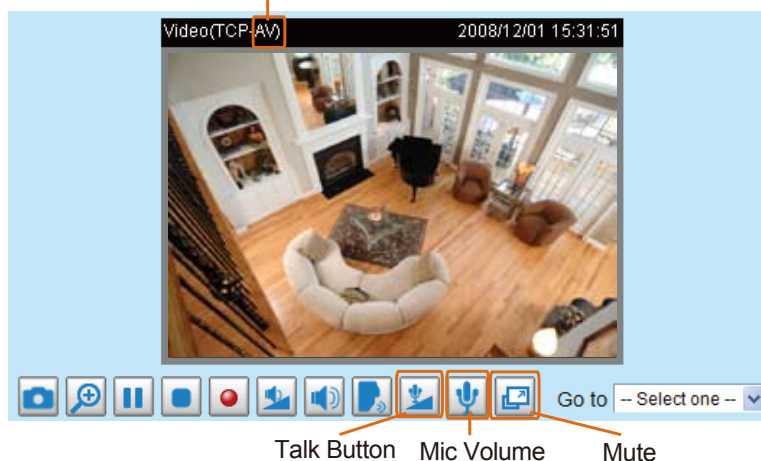 Video(TCP-AV) 2008/12/01 15:31:51
Go to -- Select one --
Talk Button Mic Volume Mute